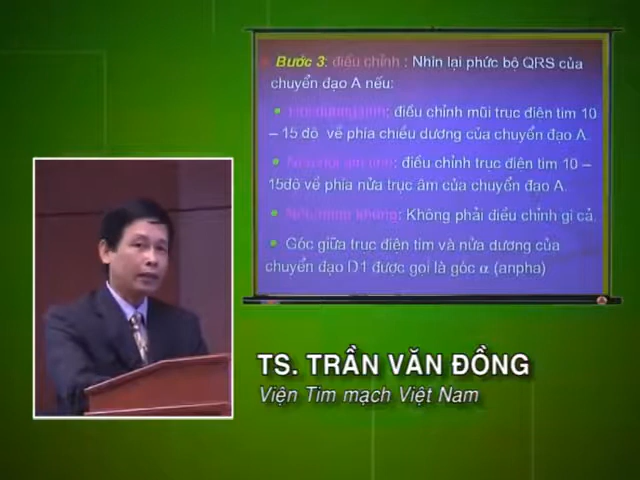 Bước 3: điều chỉnh : Nhìn lại phức bộ QRS của
chuyển đạo A nếu:
: điều chỉnh mũi trục điện tim 10
– 15 độ về phía chiều dương của chuyển đạo A.
: điều chỉnh trục điện tim 10 –
15độ về phía nửa trục âm của chuyển đạo A.
: Không phải điều chỉnh gì cả.
Góc giữa trục điện tim và nửa dương của
chuyển đạo D1 được gọi là góc α (anpha)
TS. TRẦN VĂN ĐỒNG
Viện Tim mạch Việt Nam